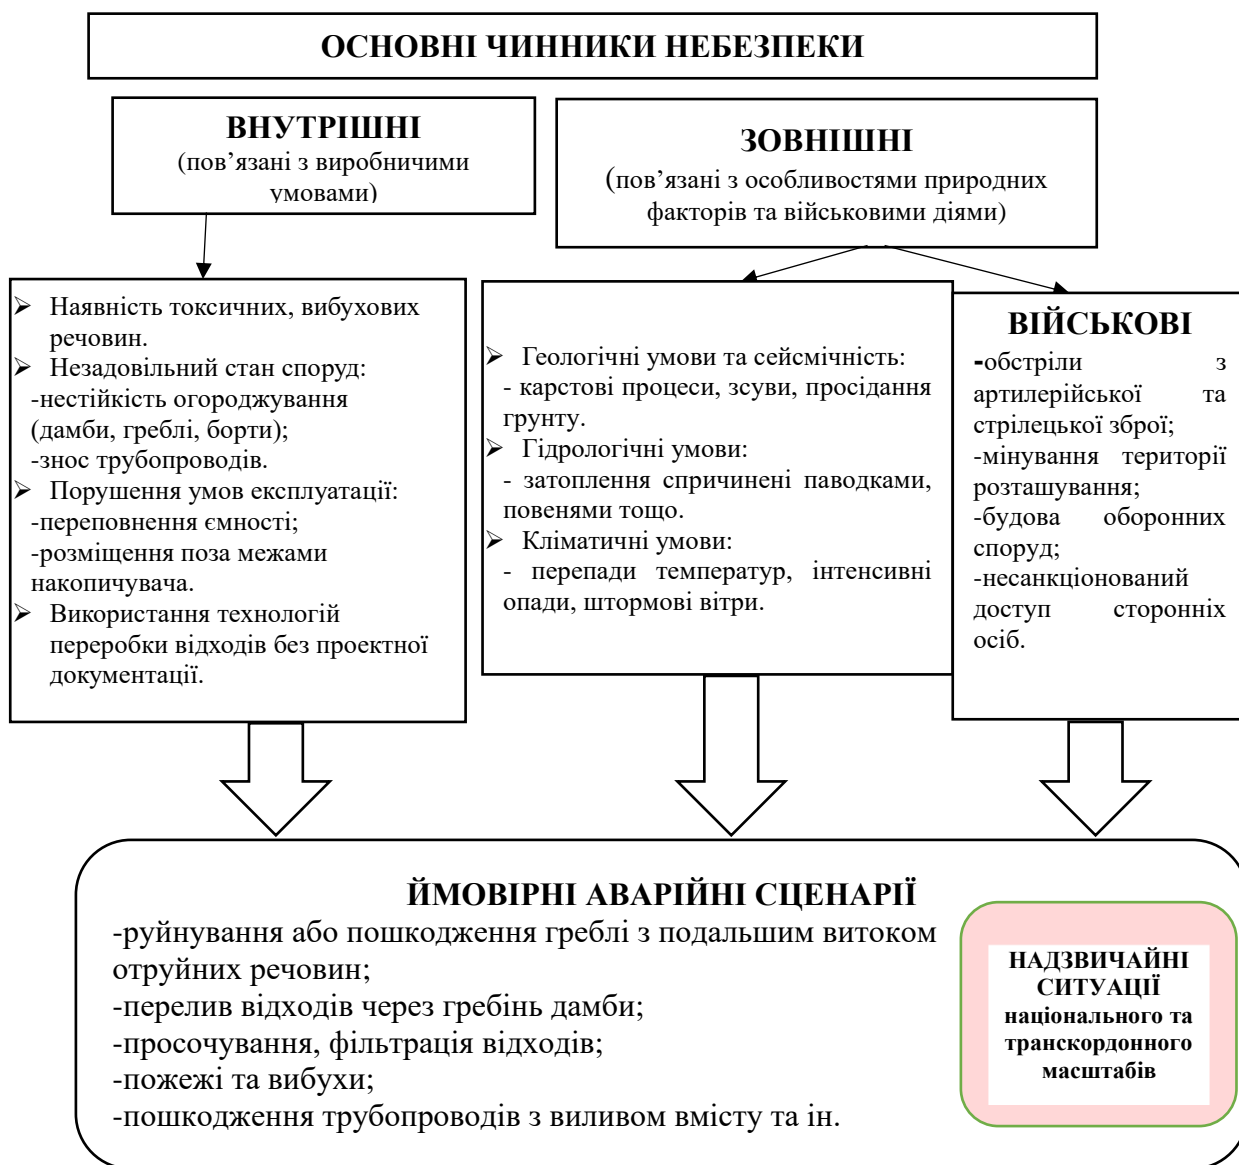 ОСНОВНІ ЧИННИКИ НЕБЕЗПЕКИ
ВНУТРІШНІ
(пов’язані з виробничими
умовами)
ЗОВНІШНІ
(пов’язані з особливостями природних
факторів та військовими діями)
➢ Наявність токсичних, вибухових
речовин.
➢ Незадовільний стан споруд:
-нестійкість огороджування
(дамби, греблі, борти);
-знос трубопроводів.
➢ Порушення умов експлуатації:
-переповнення ємності;
-розміщення поза межами
накопичувача.
➢ Використання технологій
переробки відходів без проектної
документації.
➢ Геологічні умови та сейсмічність:
- карстові процеси, зсуви, просідання
грунту.
➢ Гідрологічні умови:
- затоплення спричинені паводками,
повенями тощо.
➢ Кліматичні умови:
- перепади температур, інтенсивні
опади, штормові вітри.
ВІЙСЬКОВІ
-обстріли з
артилерійської та
стрілецької зброї;
-мінування території
розташування;
-будова оборонних
споруд;
-несанкціонований
доступ сторонніх
осіб.
ЙМОВІРНІ АВАРІЙНІ СЦЕНАРІЇ
-руйнування або пошкодження греблі з подальшим витоком
отруйних речовин;
-перелив відходів через гребінь дамби;
-просочування, фільтрація відходів;
-пожежі та вибухи;
-пошкодження трубопроводів з виливом вмісту та ін.
НАДЗВИЧАЙНІ
СИТУАЦІЇ
національного та
транскордонного
масштабів